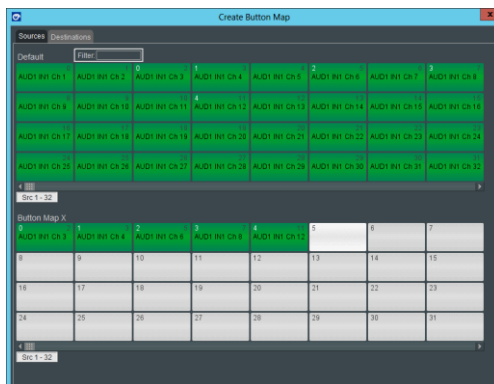 Create Button Map
x
Sources Destinations
Default Filter:
0 1 2 3
AUD1 IN1 Ch 1 AUD1 IN1 Ch 2 AUD1 IN1 Ch 3 AUD1 IN1 Ch 4 AUD1 IN1 Ch 5 AUD1 IN1 Ch 6 AUD1 IN1 Ch 7 AUD1 IN1 Ch 8
4
AUD1 IN1 Ch 9 AUD1 IN1 Ch 10 AUD1 IN1 Ch 11 AUD1 IN1 Ch 12 AUD1 IN1 Ch 13 AUD1 IN1 Ch 14 AUD1 IN1 Ch 15 AUD1 IN1 Ch 16
AUD1 IN1 Ch 17 AUD1 IN1 Ch 18 AUD1 IN1 Ch 19 AUD1 IN1 Ch 20 AUD1 IN1 Ch 21 AUD1 IN1 Ch 22 AUD1 IN1 Ch 23 AUD1 IN1 Ch 24
AUD1 IN1 Ch 25 AUD1 IN1 Ch 26 AUD1 IN1 Ch 27 AUD1 IN1 Ch 28 AUD1 IN1 Ch 29 AUD1 IN1 Ch 30 AUD1 IN1 Ch 31 AUD1 IN1 Ch 32
Src 1 - 32
Button Map X
0 1 2 3 4 5 6 7
AUD1 IN1 Ch 3 AUD1 IN1 Ch 4 AUD1 IN1 Ch 6 AUD1 IN1 Ch 8 AUD1 IN1 Ch 12
8 9 10 11 12 13 14 15
16 17 18 19 20 21 22 23
24 25 26 27 28 29 30 31
Src 1 - 32